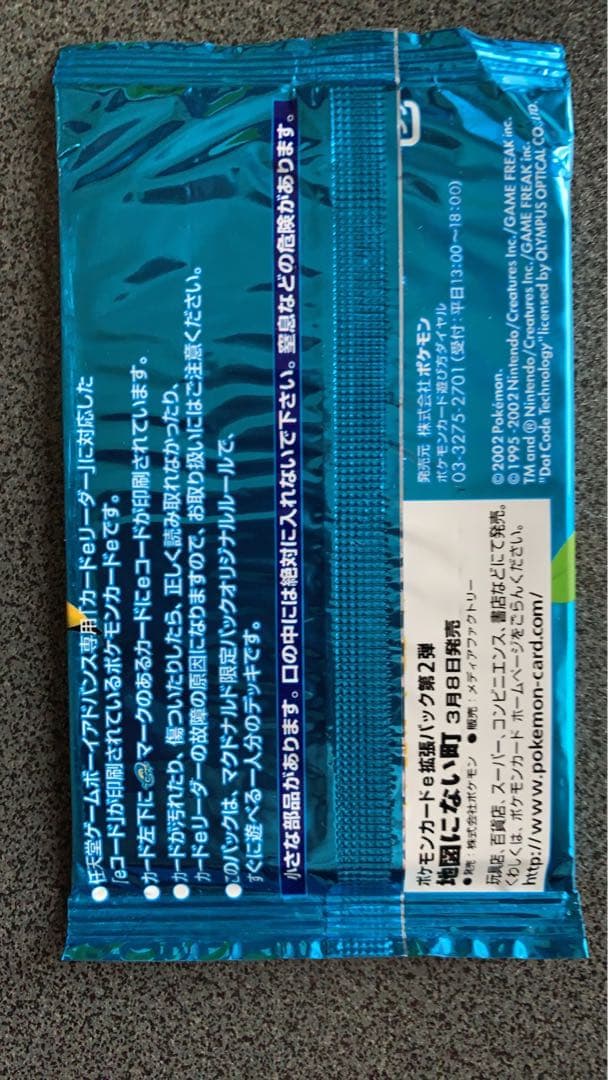 任天堂ゲームボーイアドバンス専用「カードeリーダー」に対応した
「eコード」が印刷されているポケモンカードeです。
カード左下にマークのあるカードにeコードが印刷されています。
カードが汚れたり、傷ついたりしたら、正しく読み取れなかったり、
カードeリーダーの故障の原因になりますので、お取り扱いにはご注意ください。
このパックは、マクドナルド限定パックオリジナルルールで、
すぐに遊べる一人分のデッキです。
小さな部品があります。口の中には絶対に入れないで下さい。窒息などの危険があります。
ポケモンカードe拡張パック第2弾
地図にない町 3月8日発売
●発売:株式会社ポケモン ●販売:メディアファクトリー
玩具店、百貨店、スーパー、コンビニエンス、書店などにて発売。
くわしくは、ポケモンカード ホームページをごらんください。
http://www.pokemon-card.com/
発売元 株式会社ポケモン
ポケモンカード遊び方ダイヤル
03-3275-2701(受付:平日13:00〜18:00)
©2002 Pokémon.
©1995-2002 Nintendo/Creatures Inc./GAME FREAK inc.
TM and ® Nintendo/Creatures Inc./GAME FREAK inc.
"Dot Code Technology" licensed by OLYMPUS OPTICAL CO., LTD.
プラ